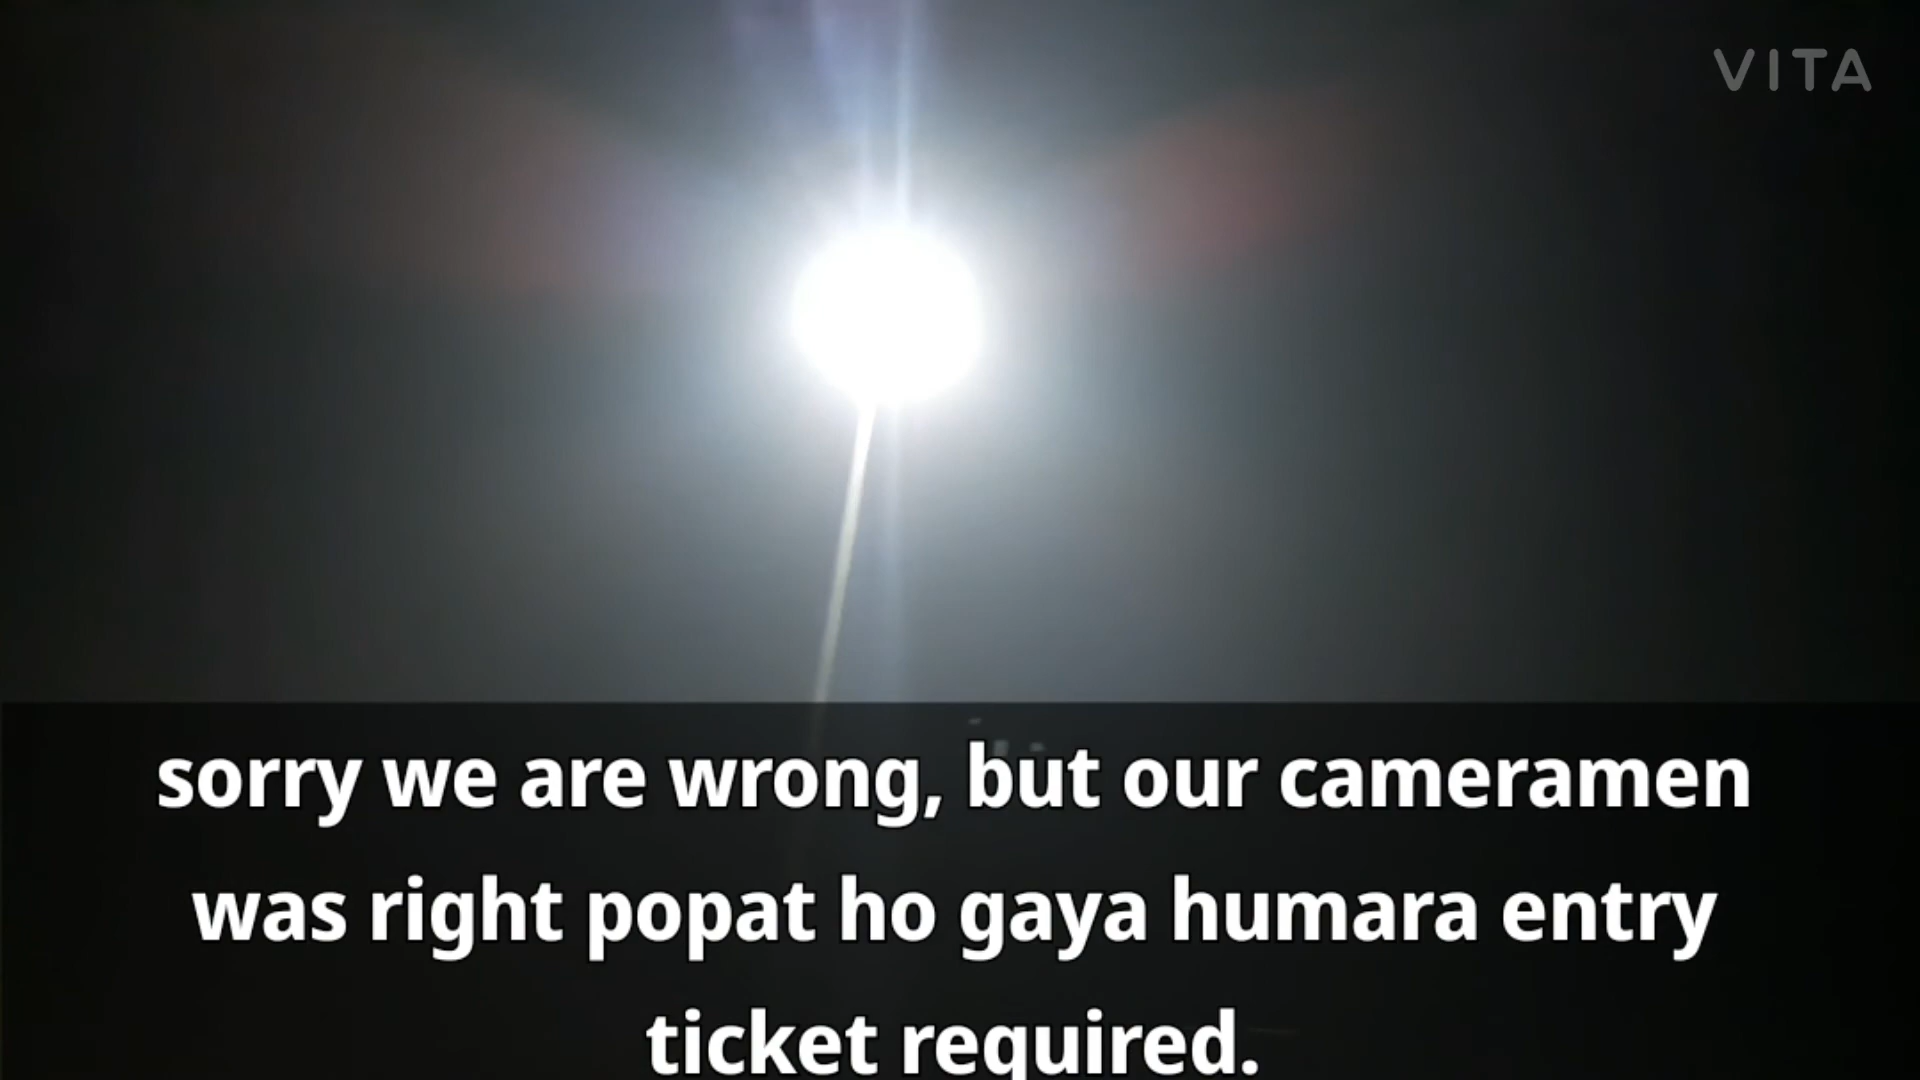 VITA
sorry we are wrong, but our cameramen
was right popat ho gaya humara entry
ticket required.